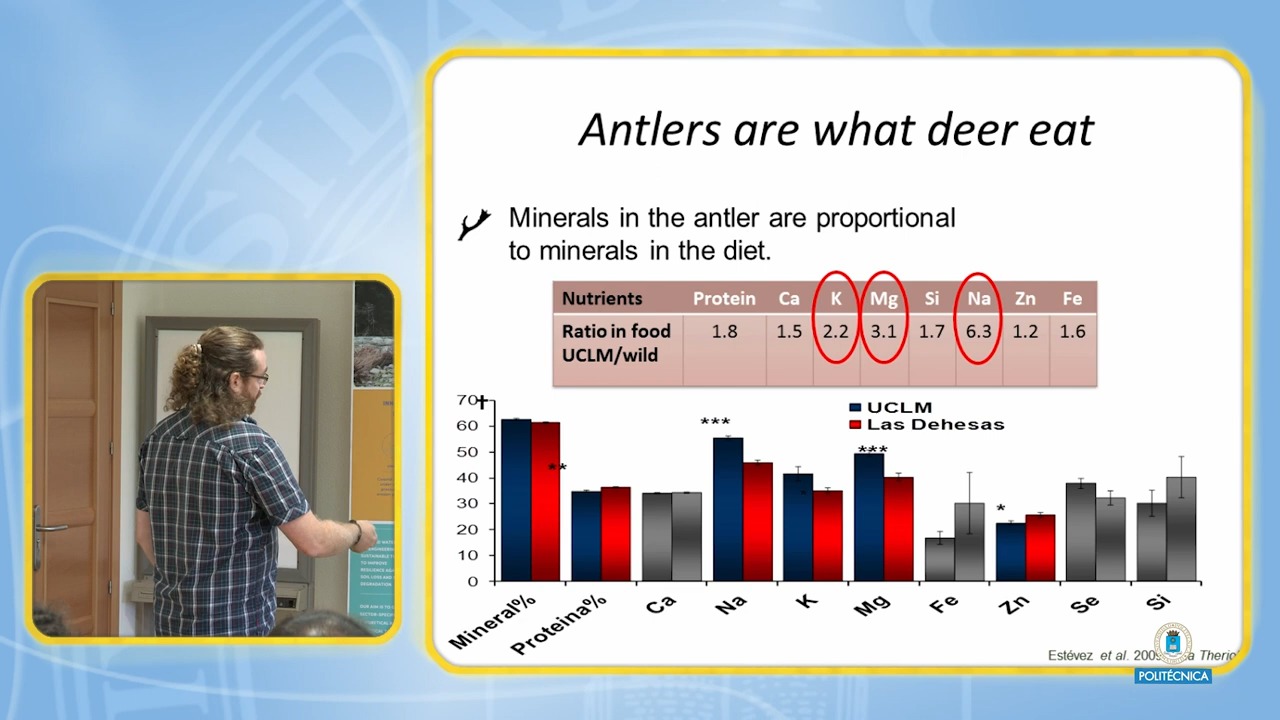 Antlers are what deer eat
Minerals in the antler are proportional
to minerals in the diet.
Nutrients Protein Ca K Mg Si Na Zn Fe
Ratio in food 1.8 1.5 2.2 3.1 1.7 6.3 1.2 1.6
UCLM/wild
UCLM
Las Dehesas
70
60
50
40
30
20
10
0
✝
**
***
*
***
*
Mineral% Proteina% Ca Na K Mg Fe Zn Se Si
Estévez et al. 2009
POLITÉCNICA